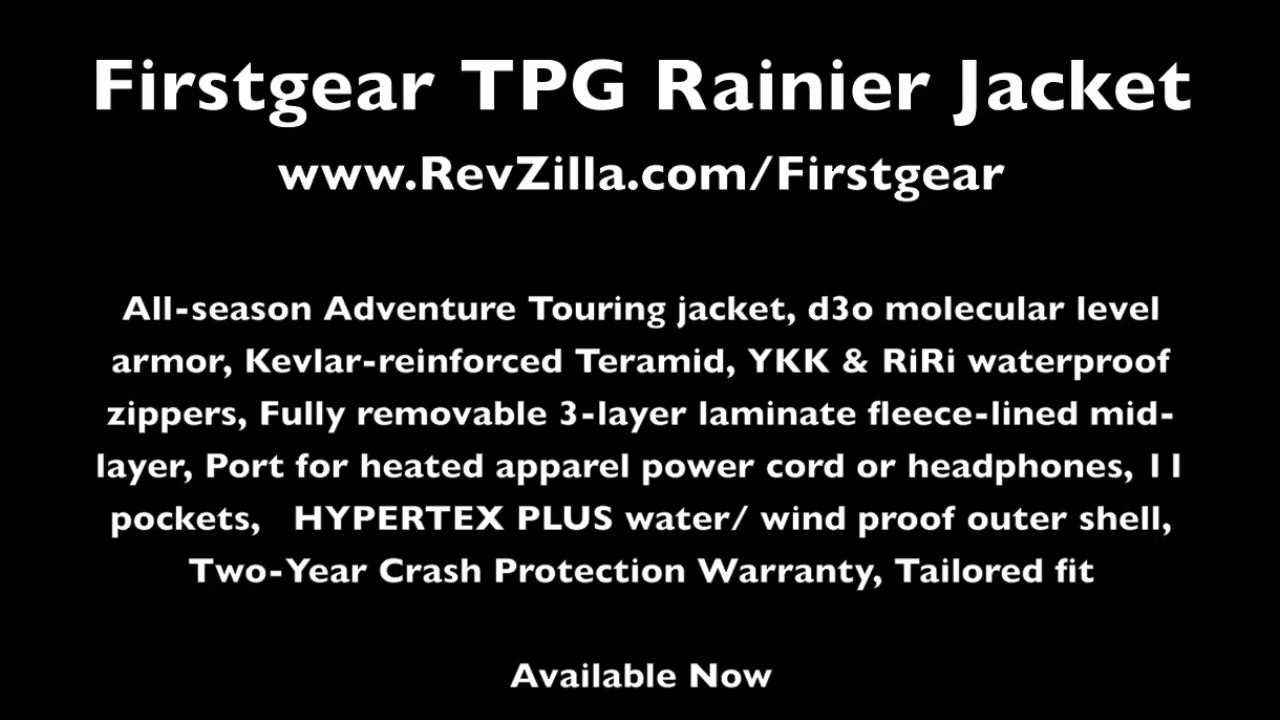 Firstgear TPG Rainier Jacket
www.RevZilla.com/Firstgear
All-season Adventure Touring jacket, d3o molecular level
armor, Kevlar-reinforced Teramid, YKK & RiRi waterproof
zippers, Fully removable 3-layer laminate fleece-lined mid-
layer, Port for heated apparel power cord or headphones, 11
pockets, HYPERTEX PLUS water/ wind proof outer shell,
Two-Year Crash Protection Warranty, Tailored fit
Available Now